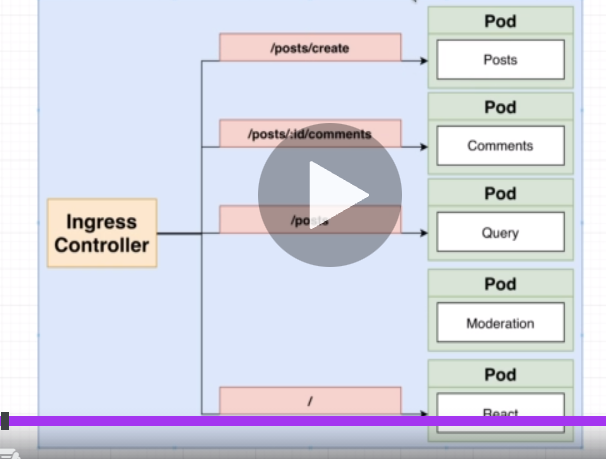 Pod
/posts/create
Posts
Pod
/posts/:id/comments
Comments
Pod
/posts
Ingress
Controller
Query
Pod
Moderation
Pod
/
React